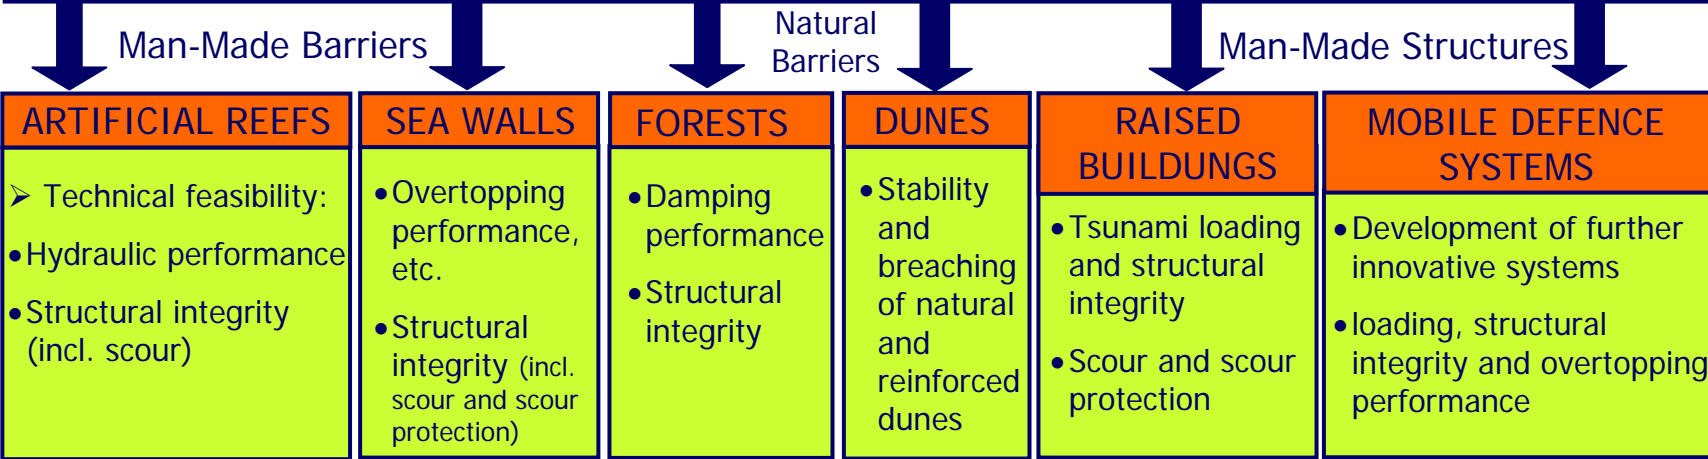 Man-Made Barriers
Natural
Barriers
Man-Made Structures
ARTIFICIAL REEFS
➢ Technical feasibility:
•Hydraulic performance
•Structural integrity
(incl. scour)
SEA WALLS
•Overtopping
performance,
etc.
•Structural
integrity (incl.
scour and scour
protection)
FORESTS
•Damping
performance
•Structural
integrity
DUNES
•Stability
and
breaching
of natural
and
reinforced
dunes
RAISED
BUILDUNGS
•Tsunami loading
and structural
integrity
•Scour and scour
protection
MOBILE DEFENCE
SYSTEMS
•Development of further
innovative systems
•loading, structural
integrity and overtopping
performance